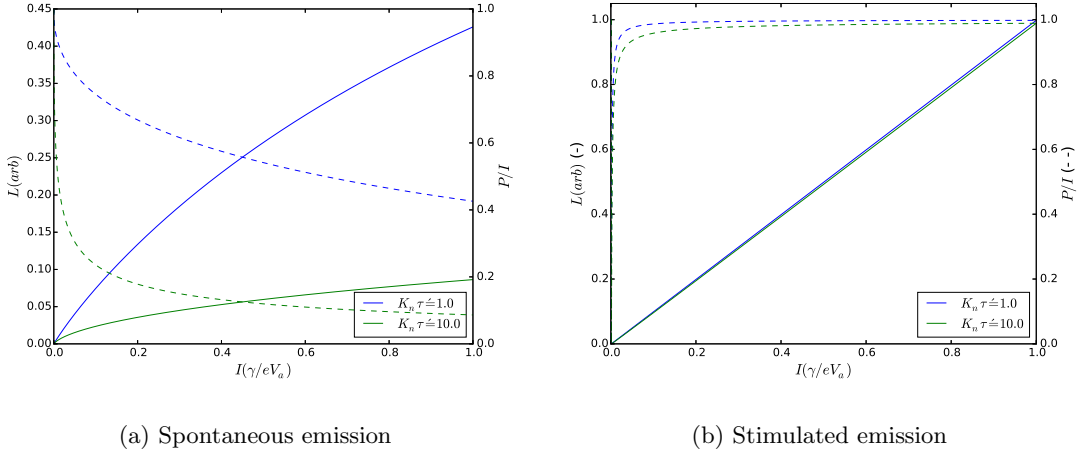 0.45
0.40
0.35
0.30
0.25
0.20
0.15
0.10
0.05
0.00
L(arb)
0.0 0.2 0.4 0.6 0.8 1.0
I(γ/eV_a)
1.0
0.8
0.6
0.4
0.2
0.0
P/I
K_n τ=1.0
K_n τ=10.0
(a) Spontaneous emission
1.0
0.8
0.6
0.4
0.2
0.0
L(arb) (-)
0.0 0.2 0.4 0.6 0.8 1.0
I(γ/eV_a)
1.0
0.8
0.6
0.4
0.2
0.0
P/I (- -)
K_n τ=1.0
K_n τ=10.0
(b) Stimulated emission